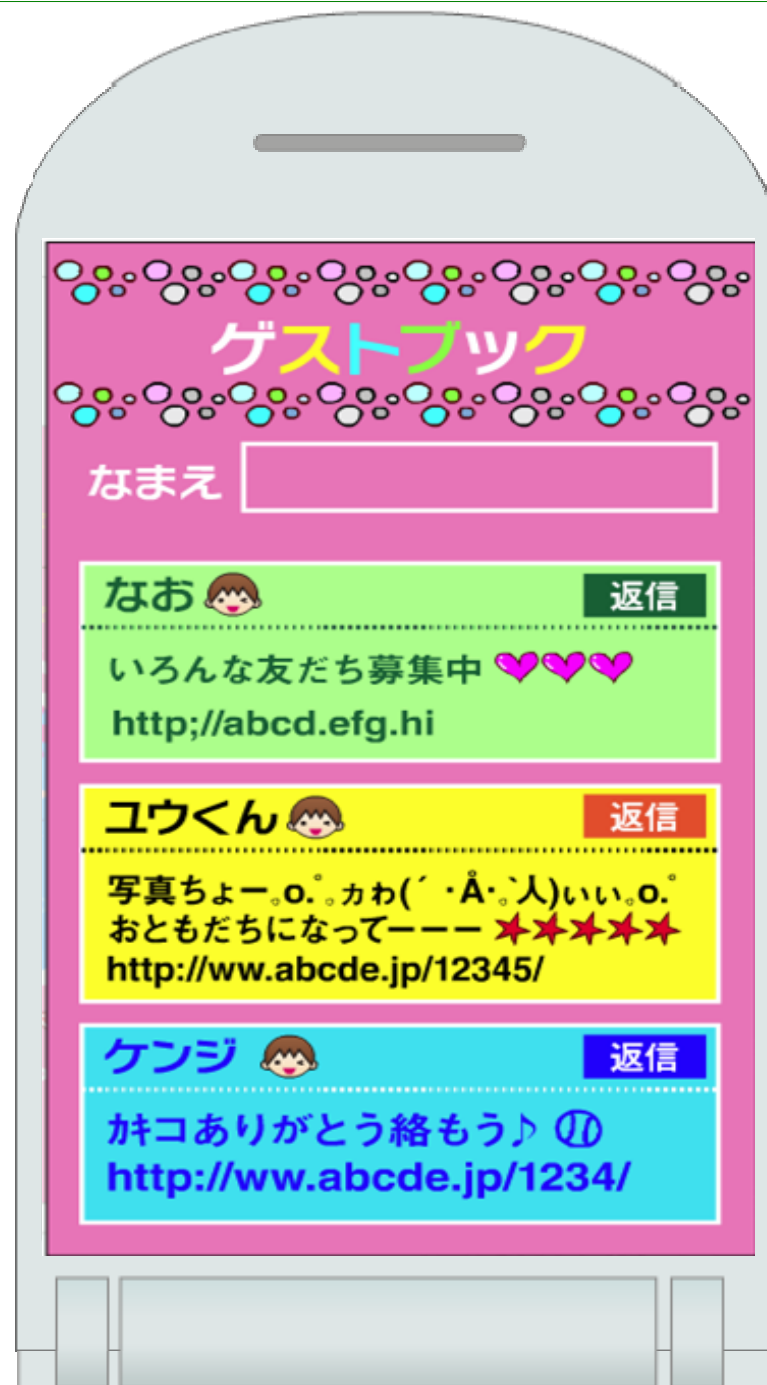 ゲストブック
なまえ
なお 返信
いろんな友だち募集中
http;//abcd.efg.hi
ユウくん 返信
写真ちょー｡o.ﾟ｡ヵゎ(´・Å・｡`人)ぃぃ｡o.ﾟ
おともだちになってーーー ★★★★★
http://ww.abcde.jp/12345/
ケンジ 返信
ｶｷコありがとう絡もう♪
http://ww.abcde.jp/1234/